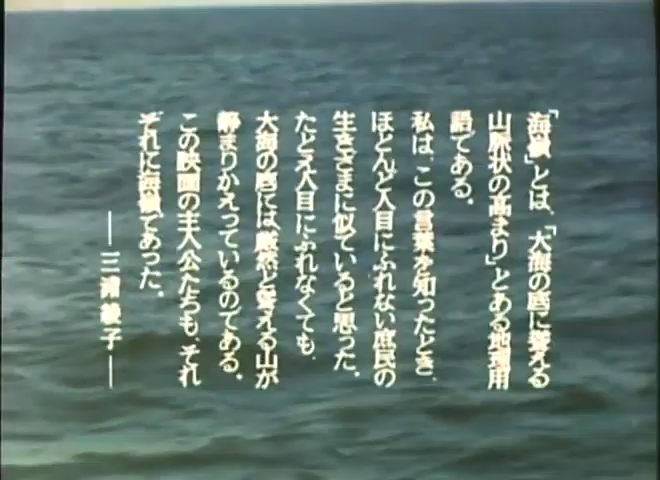 「海嶺」とは、「大海の底に聳える
山脈状の高まり」とある地理用
語である。
私は、この言葉を知ったとき、
ほとんど人目にふれない庶民の
生きざまに似ていると思った。
たとえ人目にふれなくても、
大海の底には厳然と聳える山が
静まりかえっているのである。
この映画の主人公たちも、それ
ぞれに海嶺であった。
――三浦綾子――